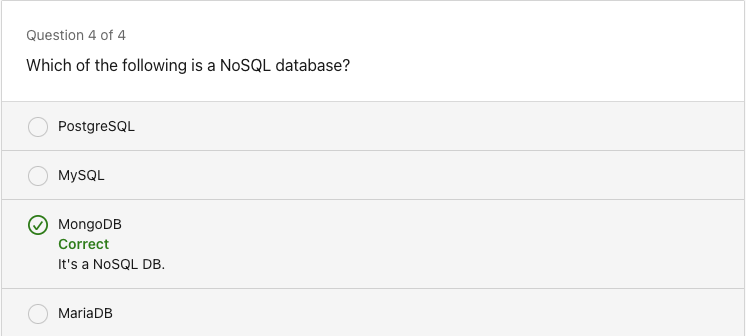 Question 4 of 4
Which of the following is a NoSQL database?
PostgreSQL
MySQL
MongoDB
Correct
It's a NoSQL DB.
MariaDB